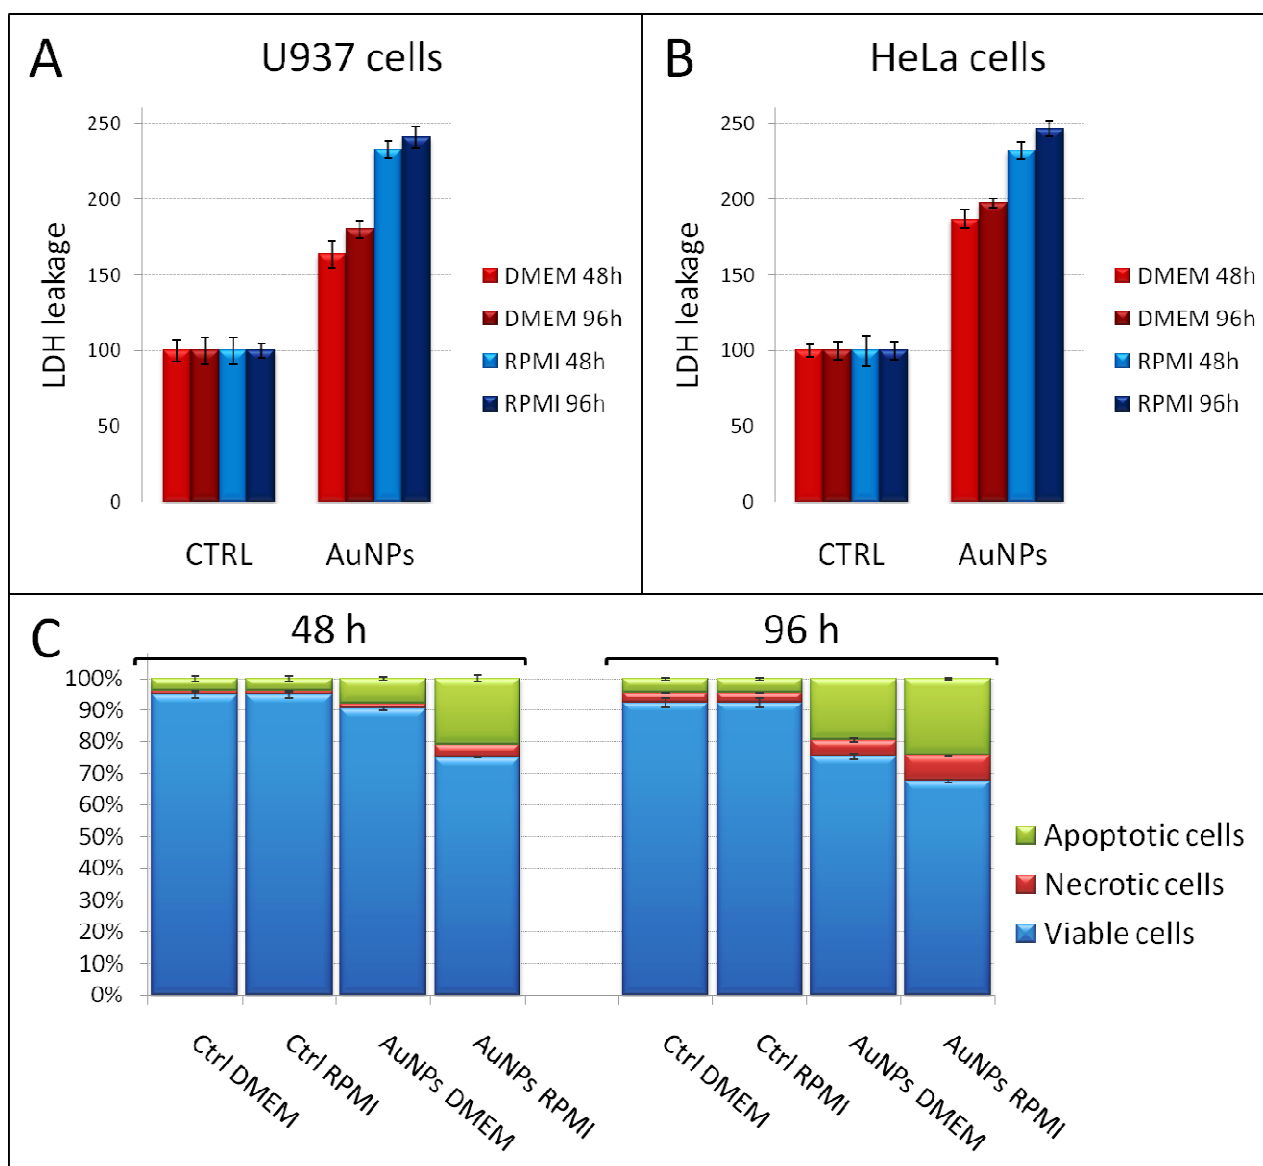 A
U937 cells
LDH leakage
250
200
150
100
50
0
CTRL
AuNPs
DMEM 48h
DMEM 96h
RPMI 48h
RPMI 96h
B
HeLa cells
LDH leakage
250
200
150
100
50
0
CTRL
AuNPs
DMEM 48h
DMEM 96h
RPMI 48h
RPMI 96h
C
48 h
96 h
100%
90%
80%
70%
60%
50%
40%
30%
20%
10%
0%
Ctrl DMEM
Ctrl RPMI
AuNPs DMEM
AuNPs RPMI
Ctrl DMEM
Ctrl RPMI
AuNPs DMEM
AuNPs RPMI
Apoptotic cells
Necrotic cells
Viable cells